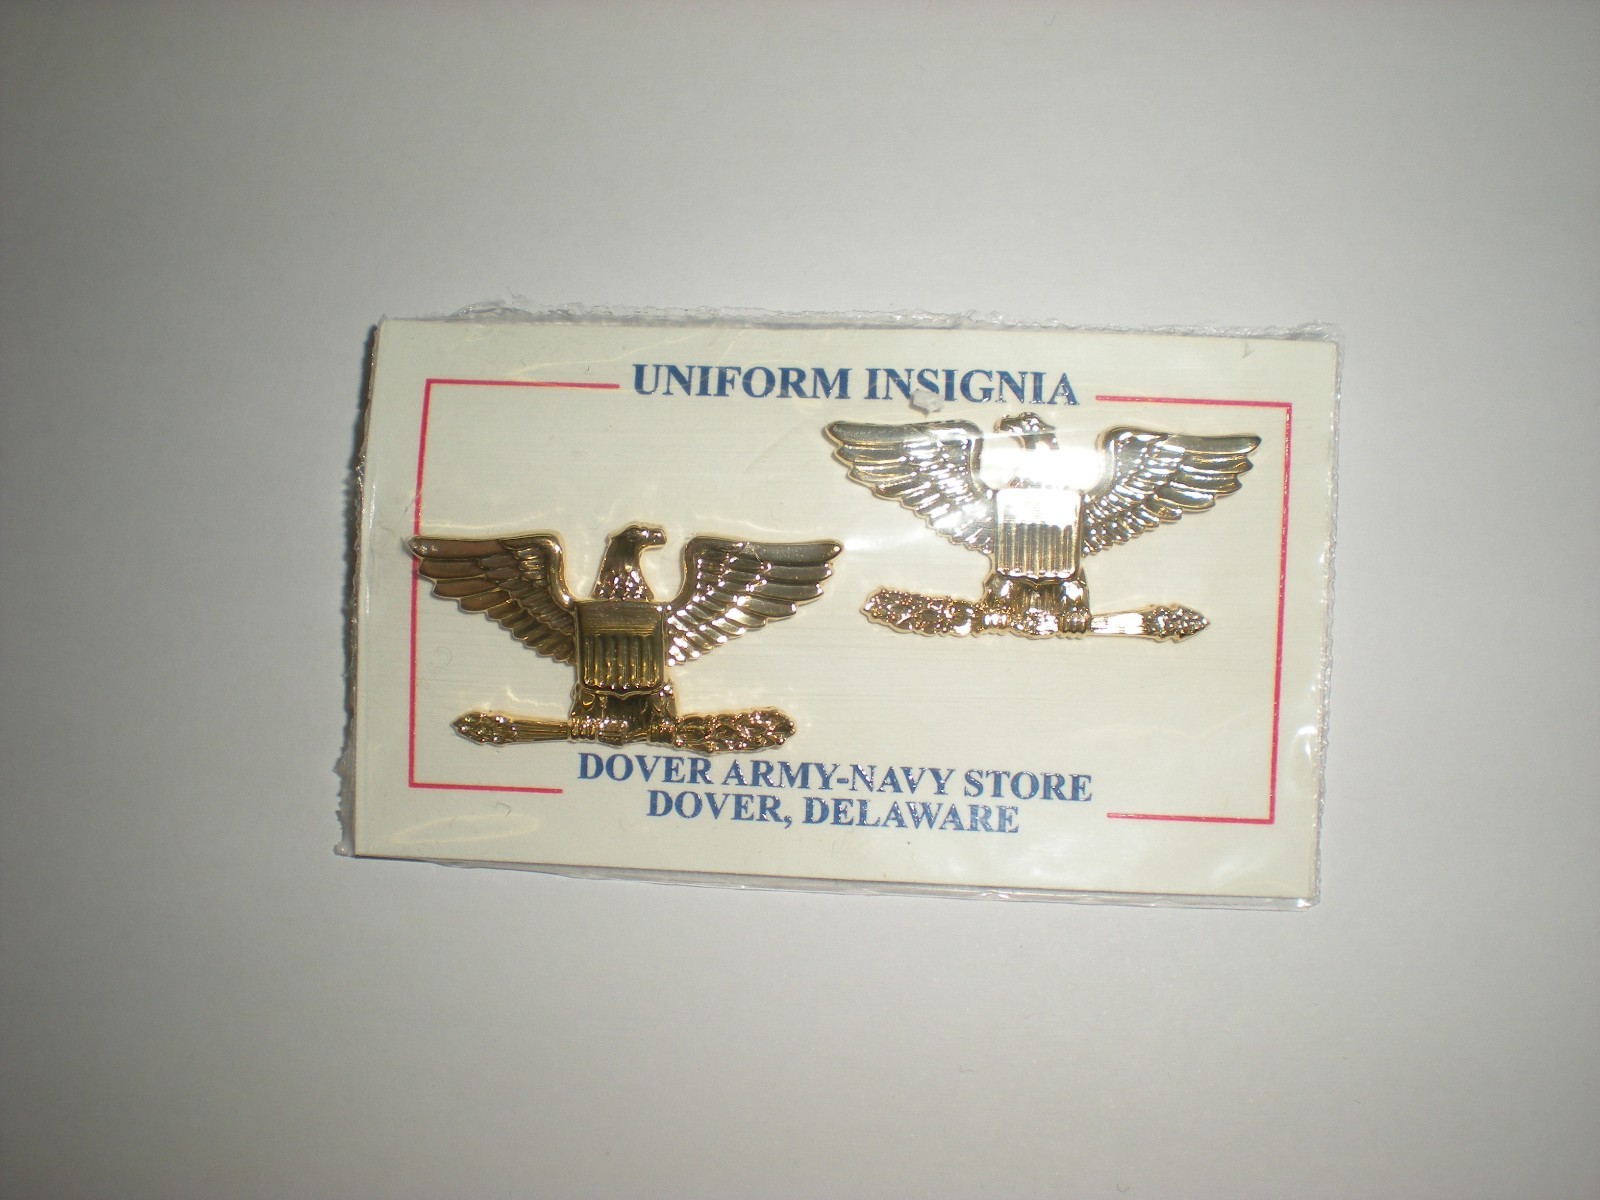 UNIFORM INSIGNIA
DOVER ARMY-NAVY STORE
DOVER, DELAWARE